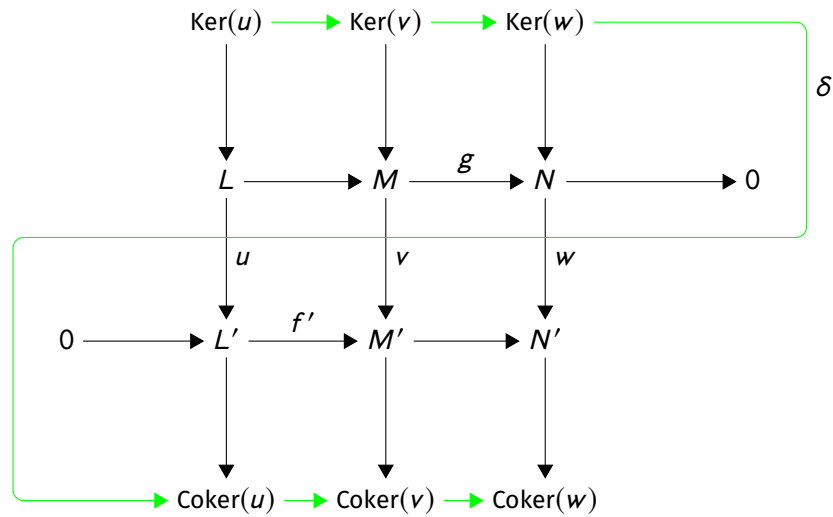 Ker(u) Ker(v) Ker(w)
δ
g
L M N 0
u v w
f'
0 L' M' N'
Coker(u) Coker(v) Coker(w)